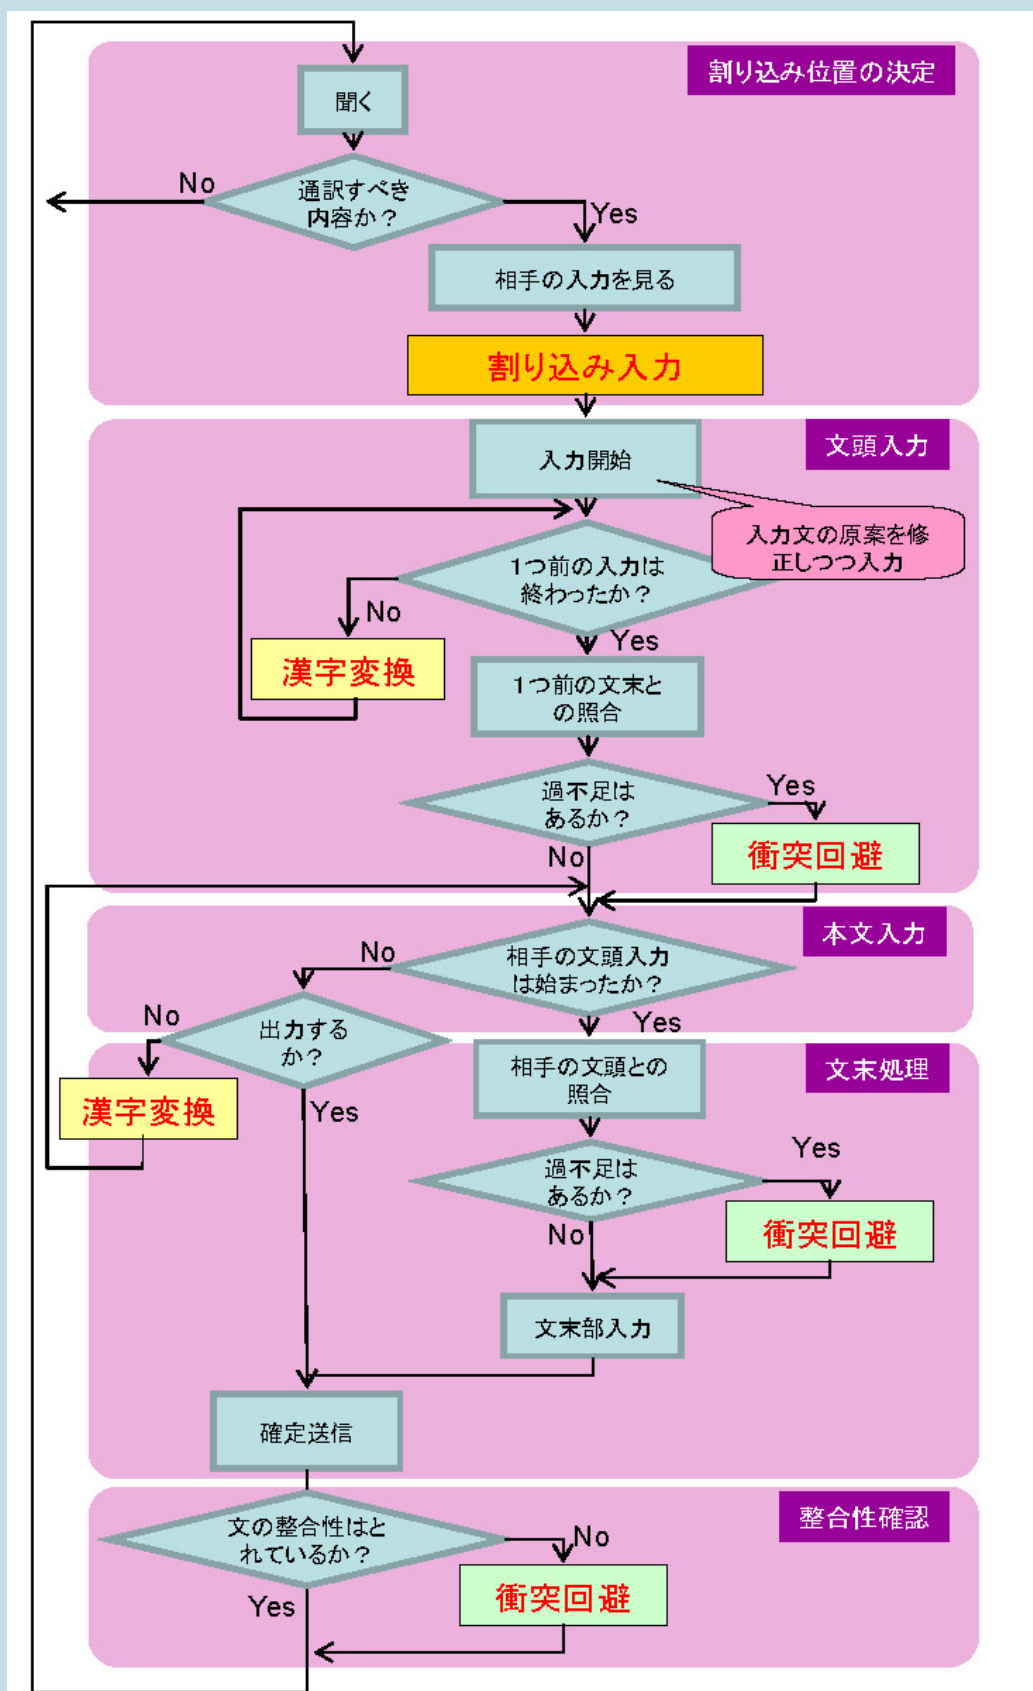 割り込み位置の決定
聞く
通訳すべき
内容か？
No
Yes
相手の入力を見る
割り込み入力
文頭入力
入力開始
入力文の原案を修
正しつつ入力
1つ前の入力は
終わったか？
No
Yes
漢字変換
1つ前の文末と
の照合
過不足は
あるか？
Yes
No
衝突回避
本文入力
相手の文頭入力
は始まったか？
No
Yes
出力する
か？
No
Yes
漢字変換
文末処理
相手の文頭との
照合
過不足は
あるか？
Yes
No
衝突回避
文末部入力
確定送信
整合性確認
文の整合性はと
れているか？
No
Yes
衝突回避